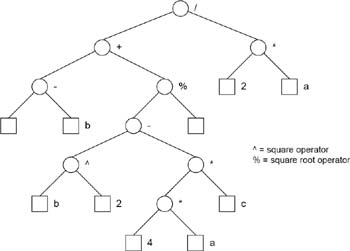 /
+
*
-
%
2
a
b
-
^
*
^ = square operator
% = square root operator
b
2
*
c
4
a